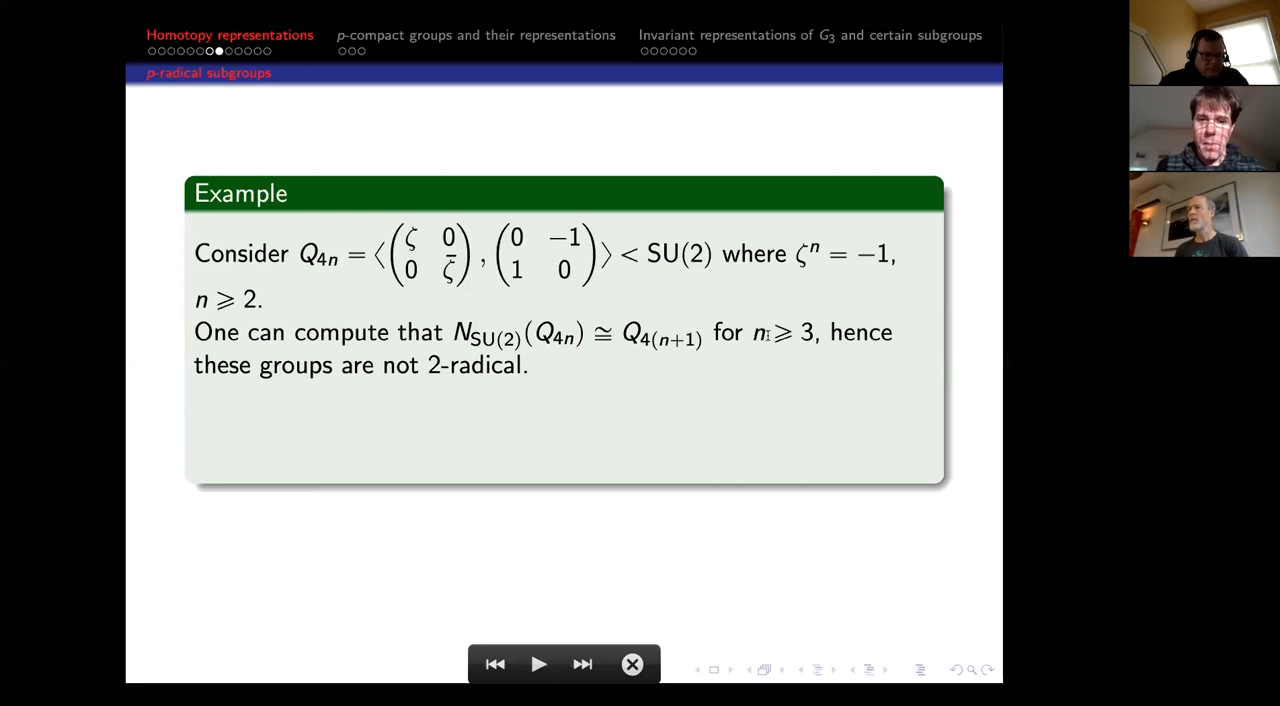 Homotopy representations p-compact groups and their representations Invariant representations of G₃ and certain subgroups
p-radical subgroups
Example
Consider Q₄ₙ = ⟨(ζ 0; 0 ζ̅), (0 −1; 1 0)⟩ < SU(2) where ζⁿ = −1,
n ⩾ 2.
One can compute that N_SU(2)(Q₄ₙ) ≅ Q₄₍ₙ₊₁₎ for n ⩾ 3, hence
these groups are not 2-radical.